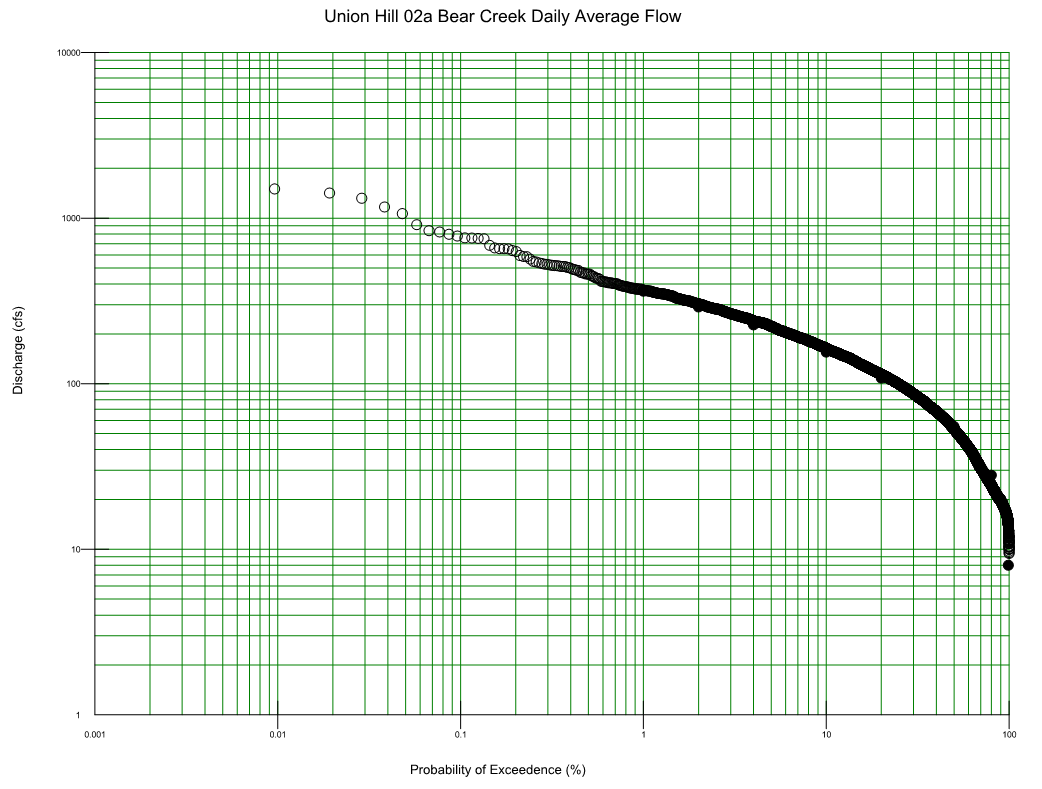 Union Hill 02a Bear Creek Daily Average Flow
10000
1000
100
10
1
Discharge (cfs)
0.001 0.01 0.1 1 10 100
Probability of Exceedence (%)